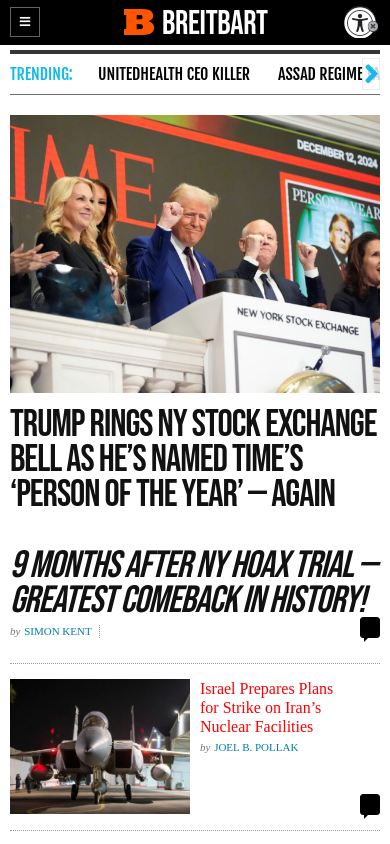 BREITBART
TRENDING:
UNITEDHEALTH CEO KILLER
ASSAD REGIME
TIME
DECEMBER 12, 2024
PERSON OF THE YEAR
NEW YORK STOCK EXCHANGE
TRUMP RINGS NY STOCK EXCHANGE
BELL AS HE’S NAMED TIME’S
‘PERSON OF THE YEAR’ — AGAIN
9 MONTHS AFTER NY HOAX TRIAL —
GREATEST COMEBACK IN HISTORY!
by SIMON KENT
Israel Prepares Plans
for Strike on Iran’s
Nuclear Facilities
by JOEL B. POLLAK